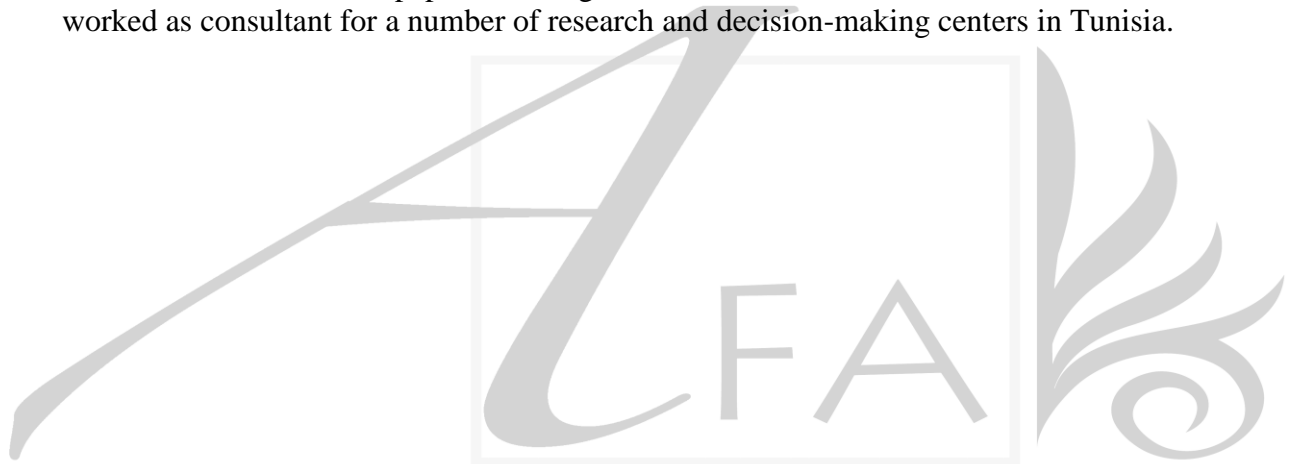 worked as consultant for a number of research and decision-making centers in Tunisia.
AFA